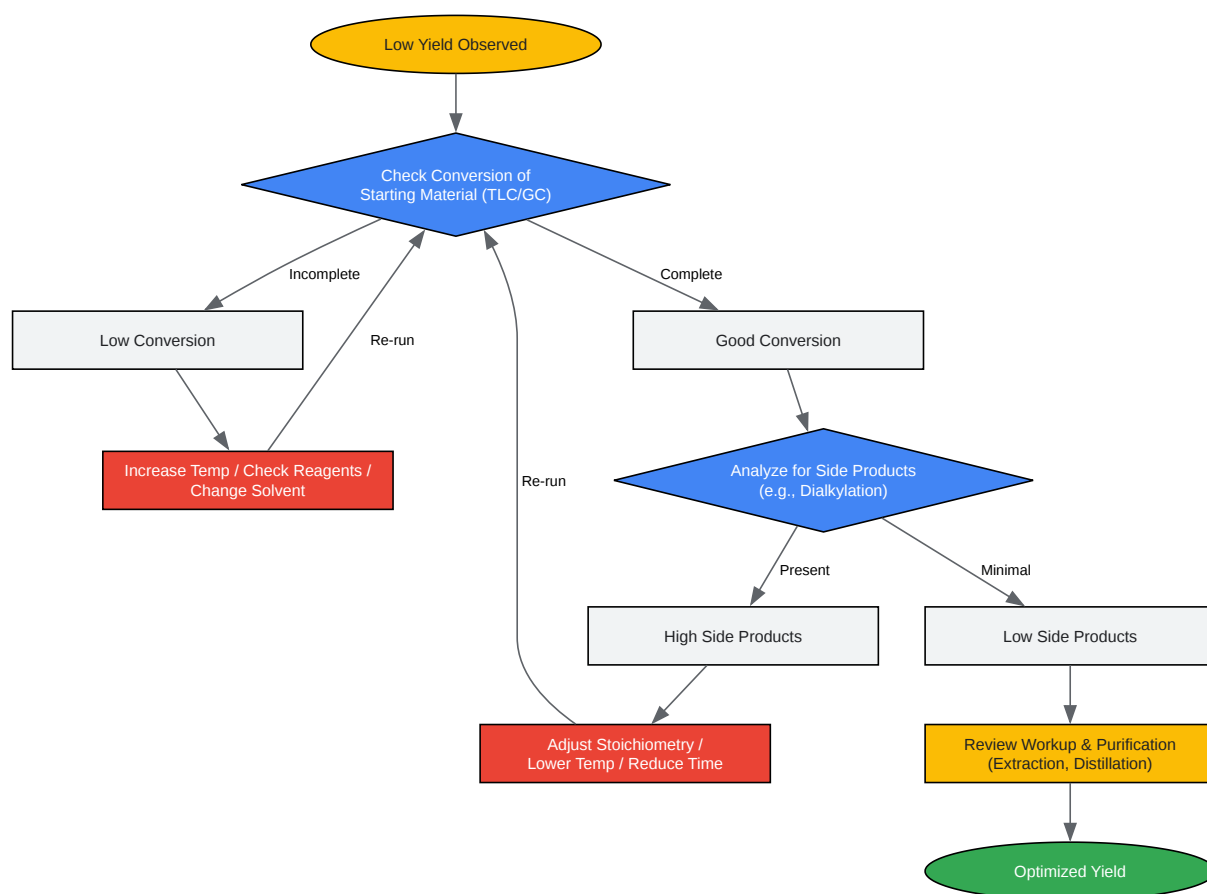 Low Yield Observed
Check Conversion of
Starting Material (TLC/GC)
Incomplete
Complete
Low Conversion
Re-run
Good Conversion
Increase Temp / Check Reagents /
Change Solvent
Re-run
Analyze for Side Products
(e.g., Dialkylation)
Present
Minimal
High Side Products
Low Side Products
Adjust Stoichiometry /
Lower Temp / Reduce Time
Review Workup & Purification
(Extraction, Distillation)
Optimized Yield